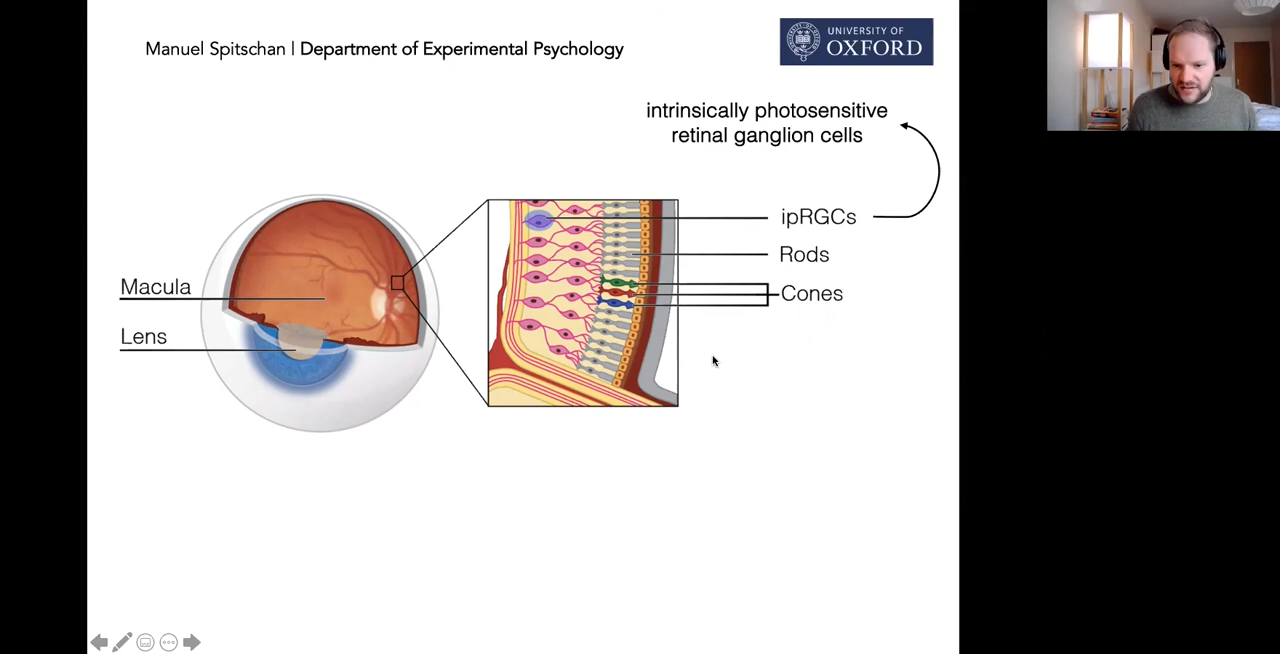 Manuel Spitschan | Department of Experimental Psychology
UNIVERSITY OF
OXFORD
intrinsically photosensitive
retinal ganglion cells
ipRGCs
Rods
Cones
Macula
Lens